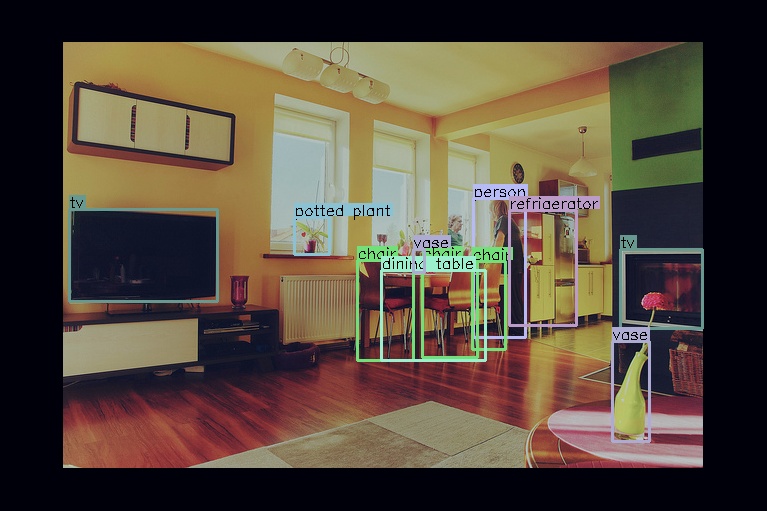 person
tv
refrigerator
potted plant
tv
vase
chair
chair
chair
dining table
vase